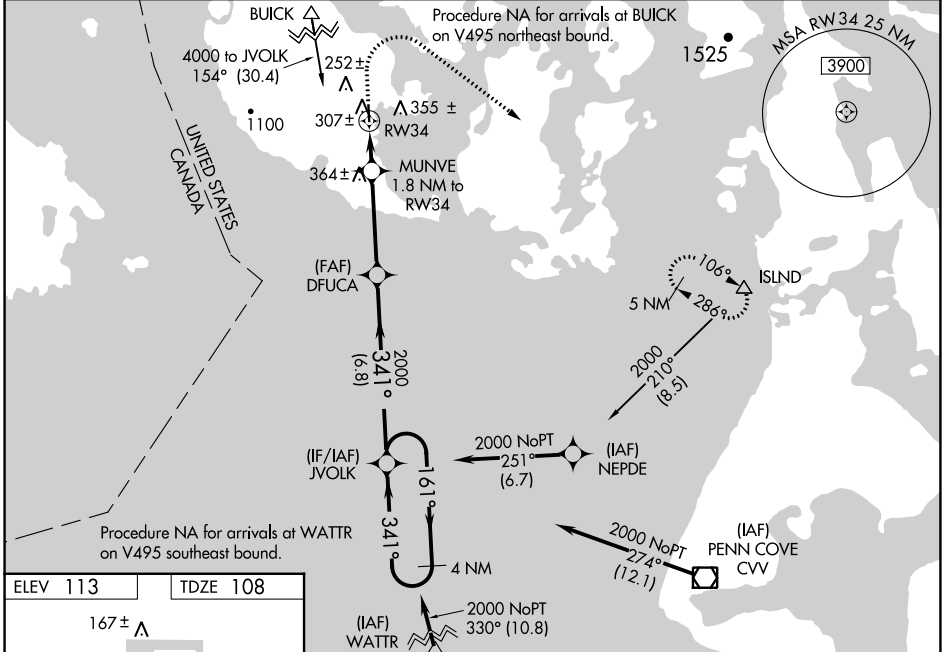 BUICK
Procedure NA for arrivals at BUICK
on V495 northeast bound.
4000 to JVOLK
154° (30.4)
252 ±
1525
MSA RW34 25 NM
3900
1100
307 ±
355 ±
RW34
UNITED STATES
CANADA
364 ±
MUNVE
1.8 NM to
RW34
(FAF)
DFUCA
106°
ISLND
5 NM
286°
2000
210°
(8.5)
2000
341°
(6.8)
(IF/IAF)
JVOLK
2000 NoPT
251°
(6.7)
(IAF)
NEPDE
161°
341°
Procedure NA for arrivals at WATTR
on V495 southeast bound.
2000 NoPT
274°
(12.1)
(IAF)
PENN COVE
CVV
4 NM
ELEV 113
TDZE 108
167 ±
(IAF)
WATTR
2000 NoPT
330° (10.8)